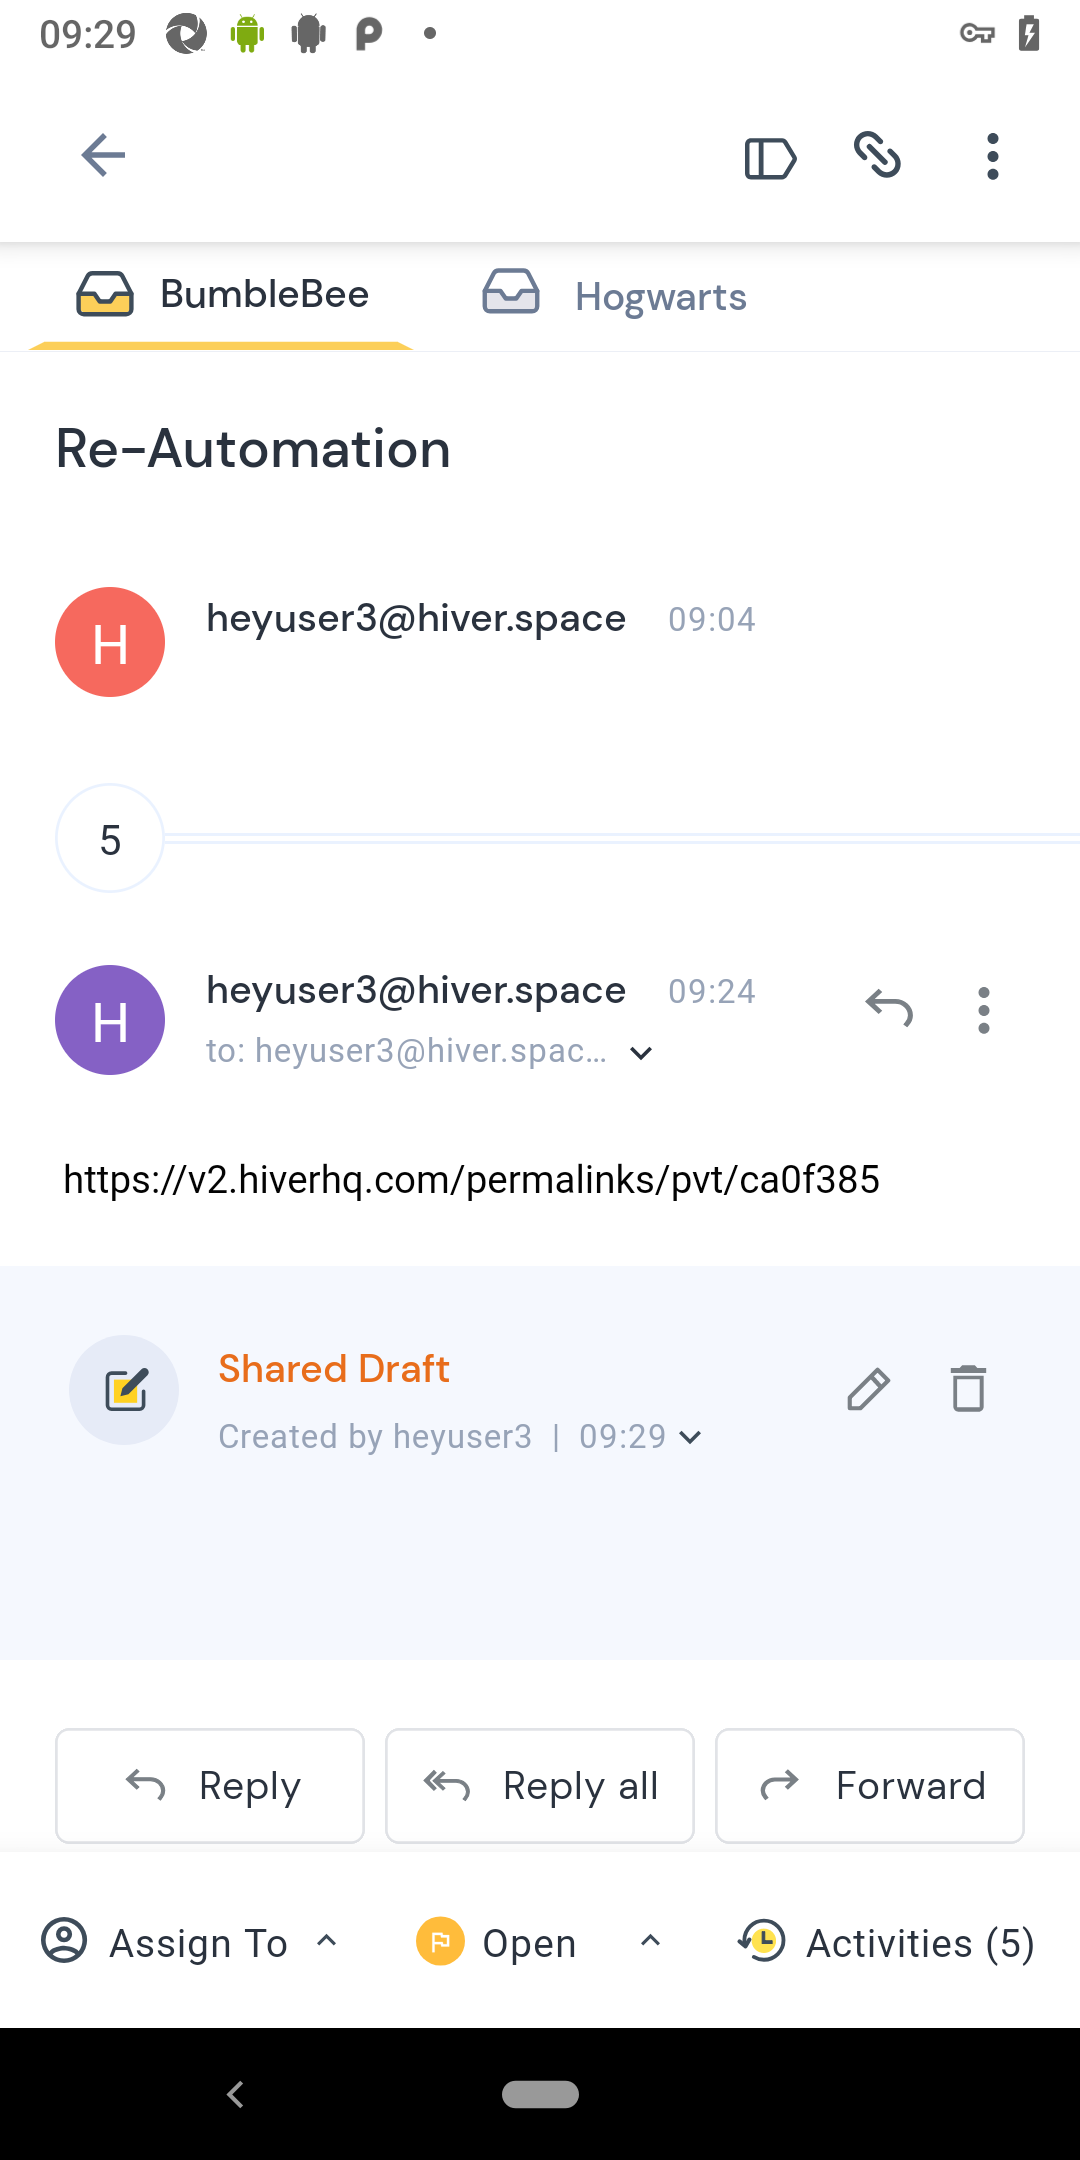 09:29
BumbleBee
Hogwarts
Re-Automation
H
heyuser3@hiver.space 09:04
5
H
heyuser3@hiver.space 09:24
to: heyuser3@hiver.spac...
https://v2.hiverhq.com/permalinks/pvt/ca0f385
Shared Draft
Created by heyuser3 | 09:29
Reply
Reply all
Forward
Assign To
Open
Activities (5)